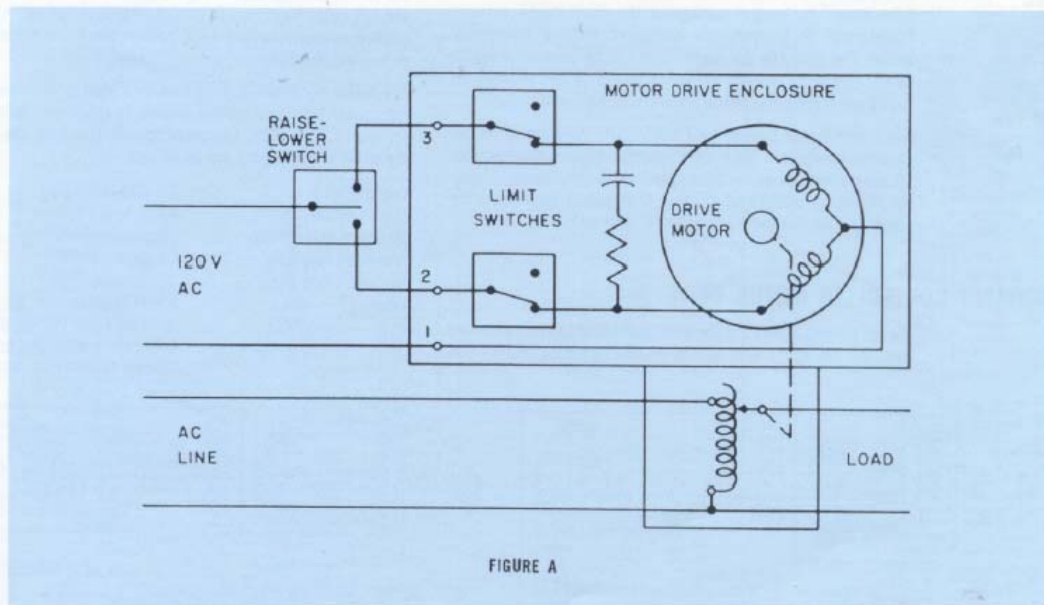 MOTOR DRIVE ENCLOSURE
RAISE-
LOWER
SWITCH
3
LIMIT
SWITCHES
DRIVE
MOTOR
120 V
AC
2
1
AC
LINE
LOAD
FIGURE A